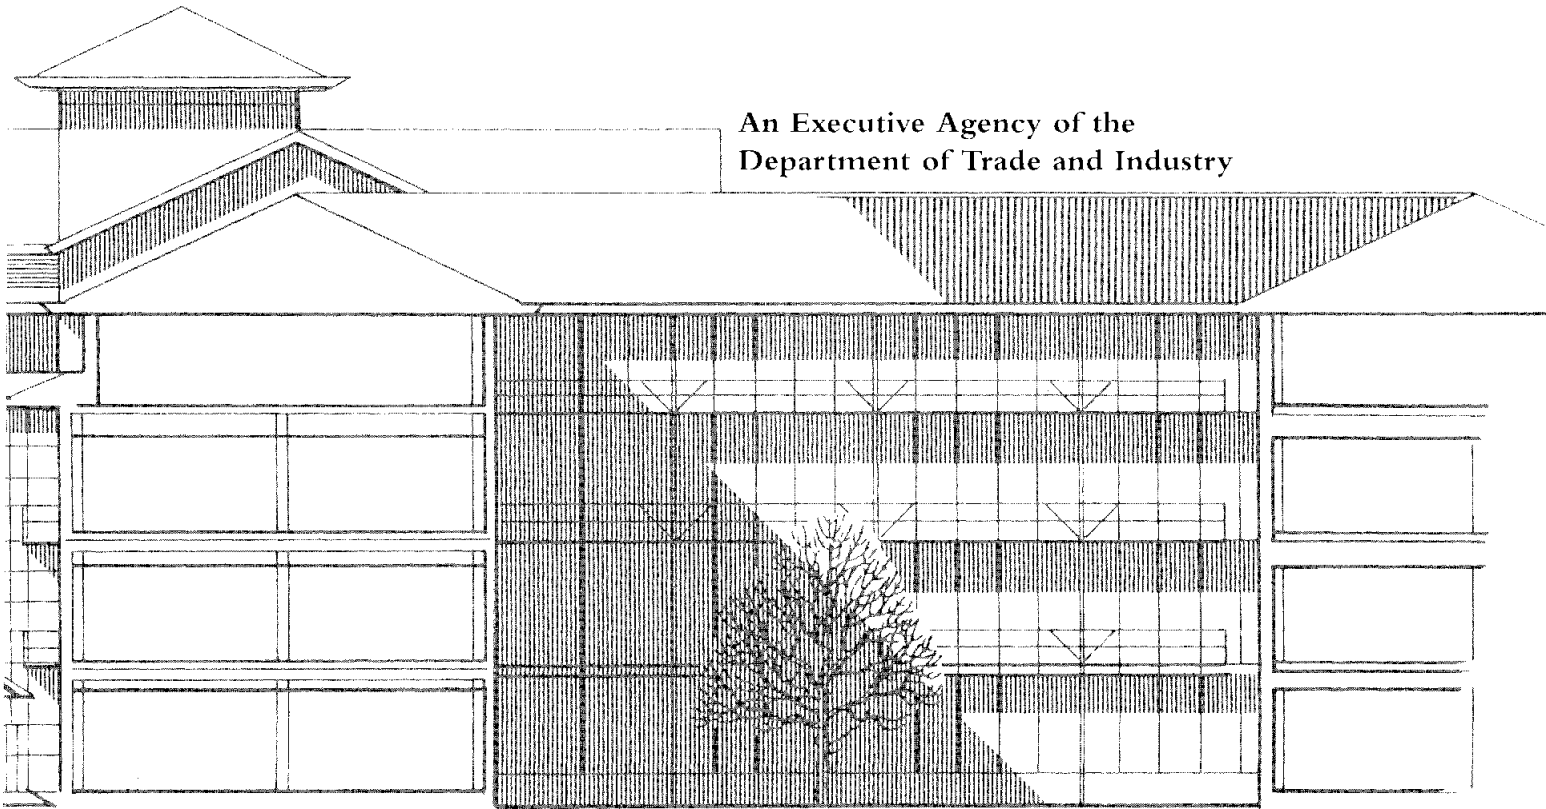 An Executive Agency of the
Department of Trade and Industry